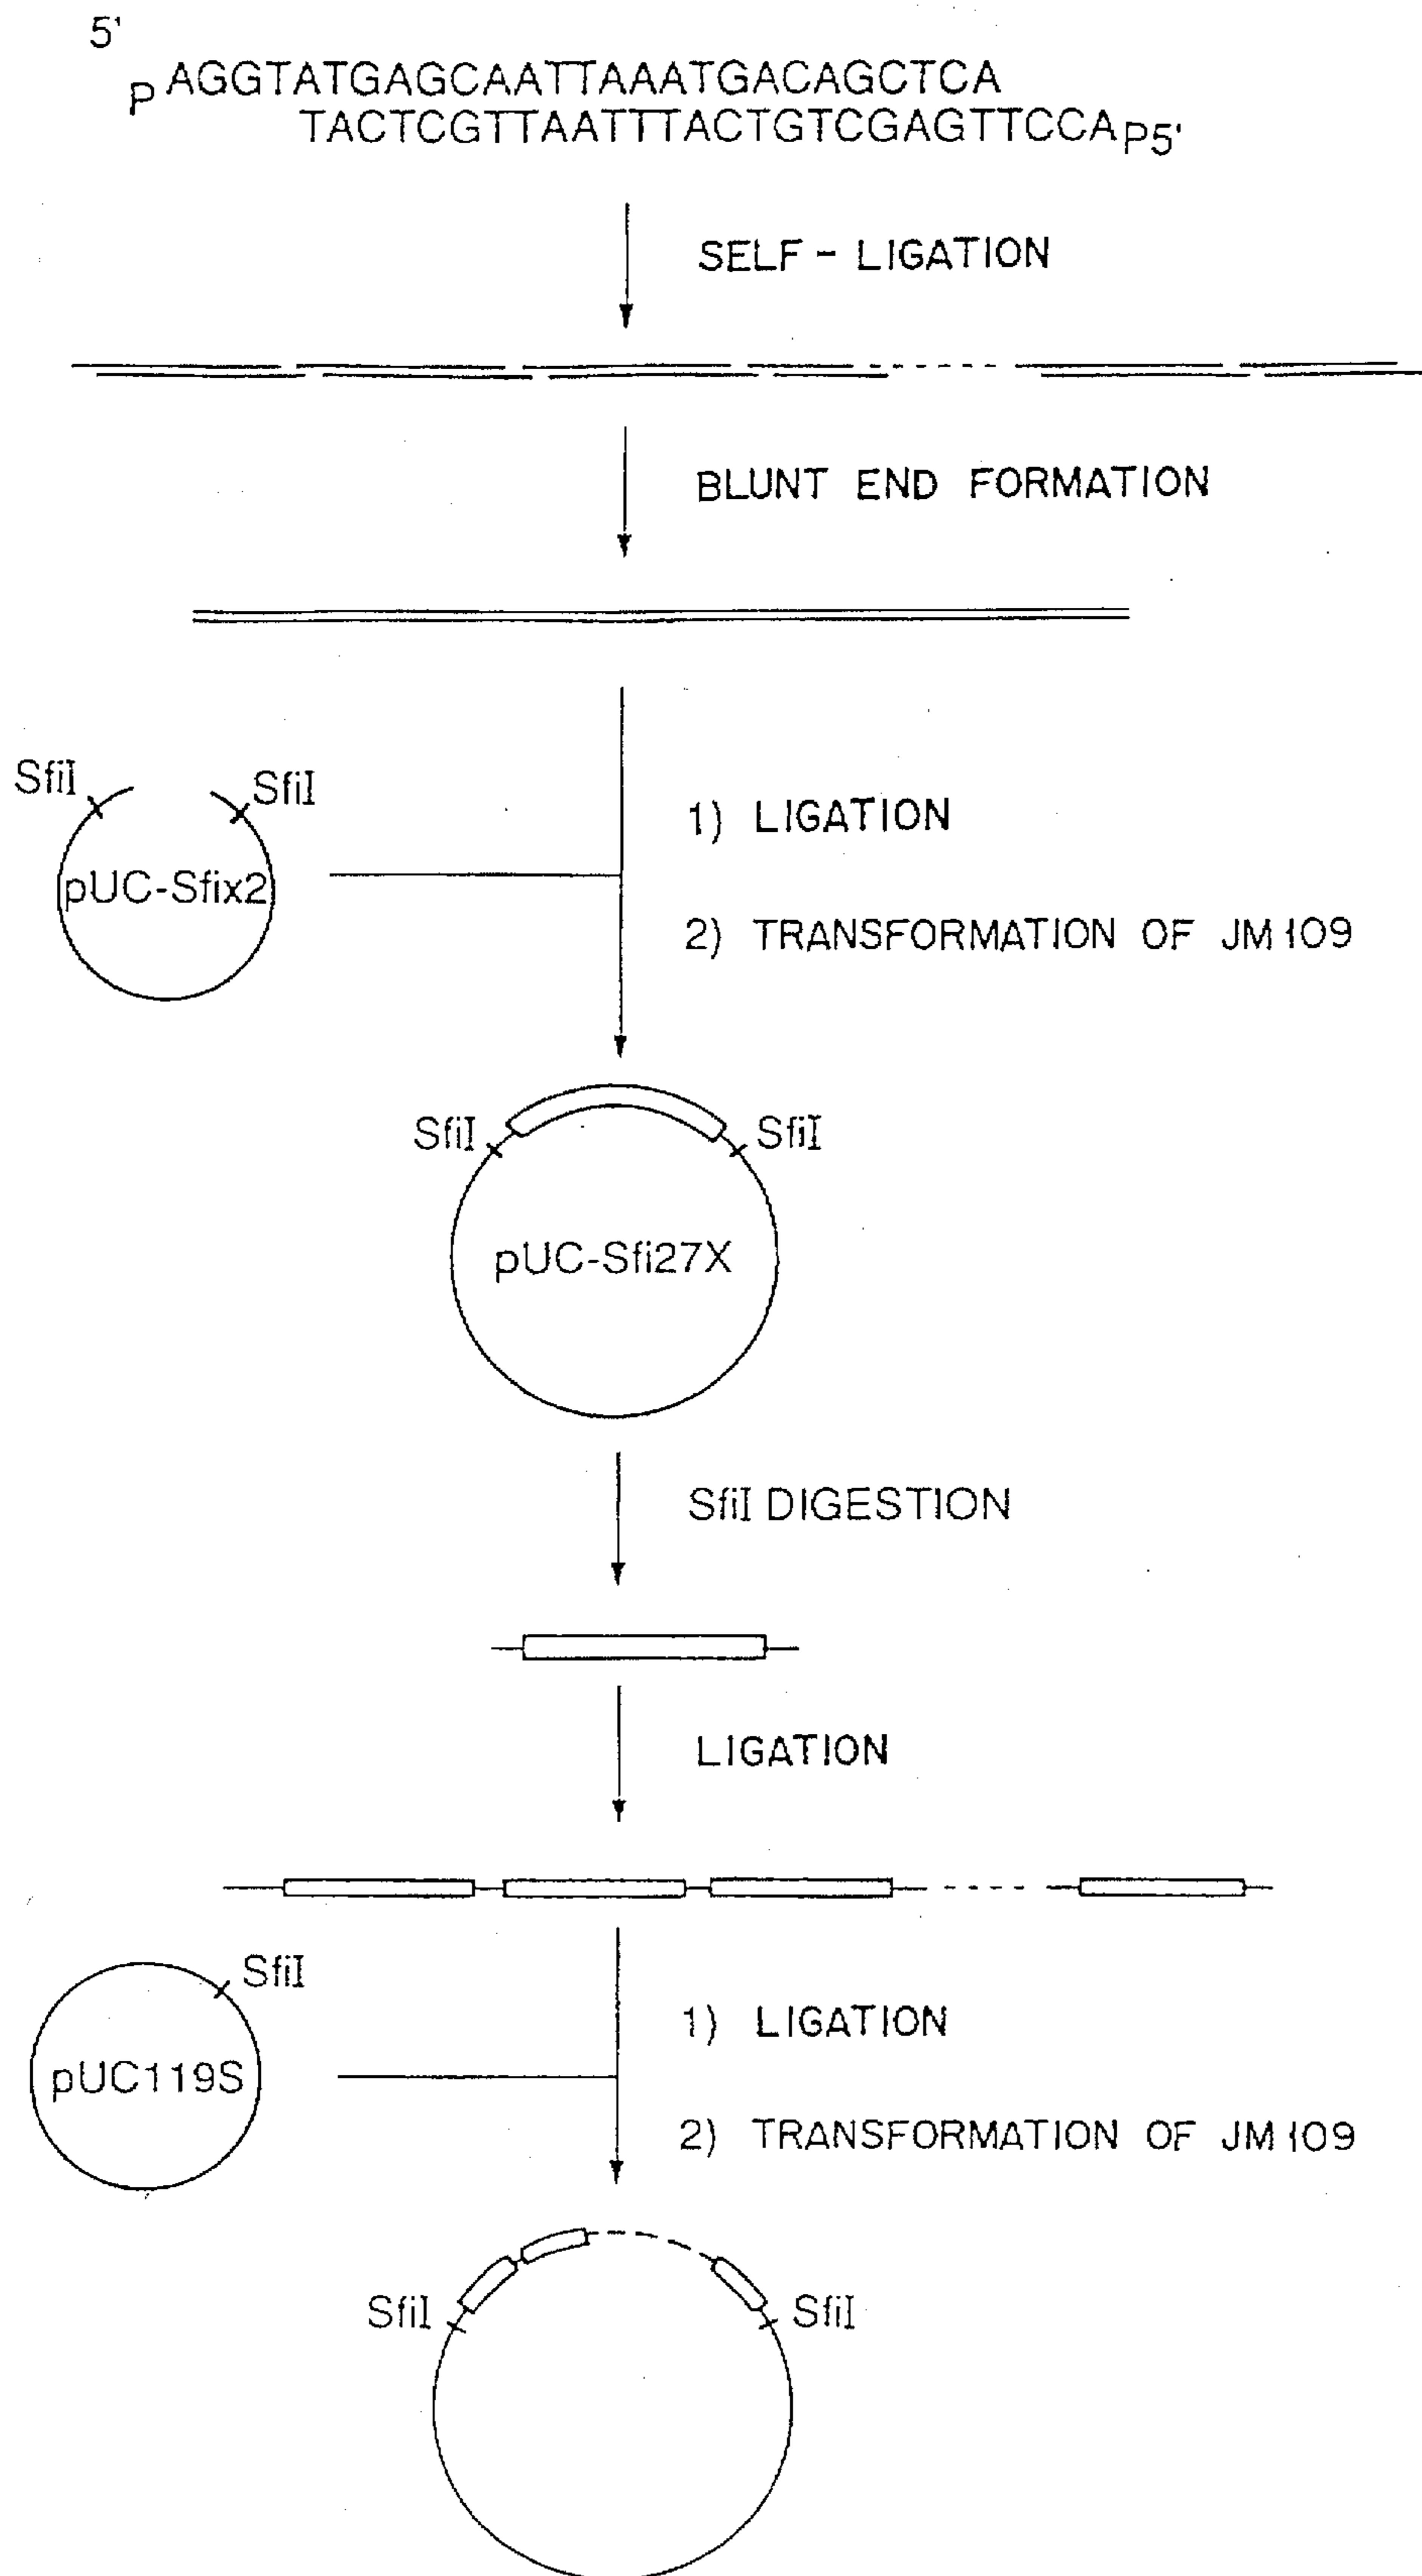 5'
P AGGTATGAGCAATTAAATGACAGCTCA
TACTCGTTAATTTACTGTCGAGTTCCA P5'
SELF - LIGATION
BLUNT END FORMATION
SfiI SfiI
pUC-Sfix2
1) LIGATION
2) TRANSFORMATION OF JM109
SfiI SfiI
pUC-Sfi27X
SfiI DIGESTION
LIGATION
SfiI
pUC119S
1) LIGATION
2) TRANSFORMATION OF JM109
SfiI SfiI